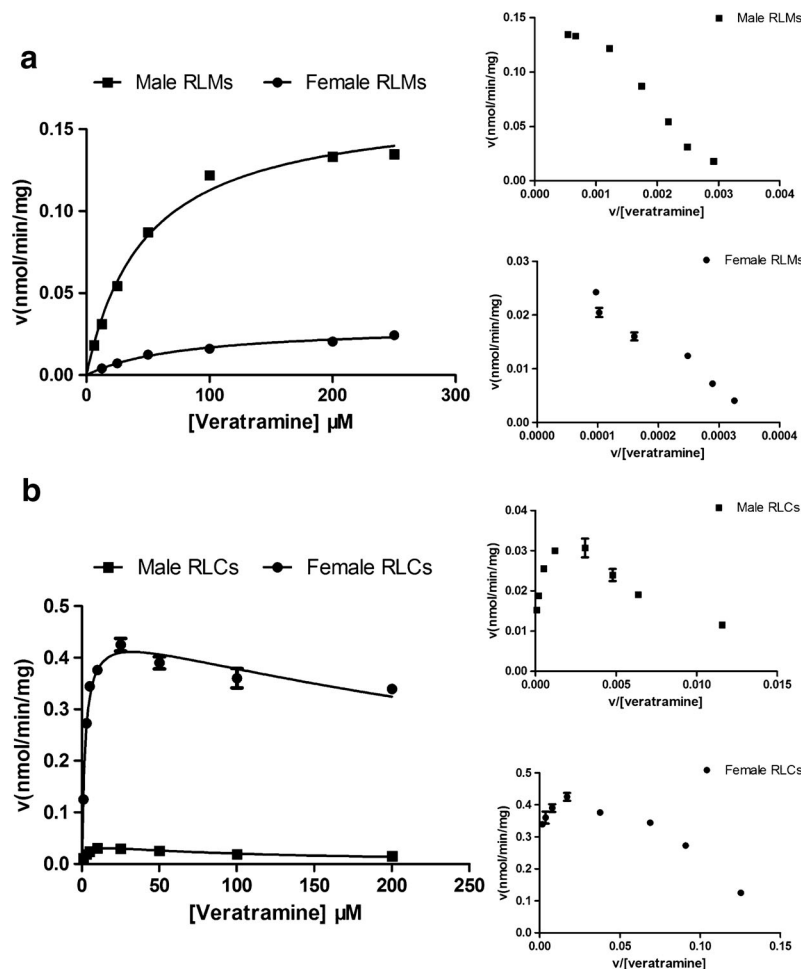 a
Male RLMs Female RLMs
v(nmol/min/mg)
0.15
0.10
0.05
0.00
0 100 200 300
[Veratramine] µM
Male RLMs
v(nmol/min/mg)
0.15
0.10
0.05
0.00
0.000 0.001 0.002 0.003 0.004
v/[veratramine]
Female RLMs
v(nmol/min/mg)
0.03
0.02
0.01
0.00
0.0000 0.0001 0.0002 0.0003 0.0004
v/[veratramine]
b
Male RLCs Female RLCs
v(nmol/min/mg)
0.5
0.4
0.3
0.2
0.1
0.0
0 50 100 150 200 250
[Veratramine] µM
Male RLCs
v(nmol/min/mg)
0.04
0.03
0.02
0.01
0.00
0.000 0.005 0.010 0.015
v/[veratramine]
Female RLCs
v(nmol/min/mg)
0.5
0.4
0.3
0.2
0.1
0.0
0.00 0.05 0.10 0.15
v/[veratramine]